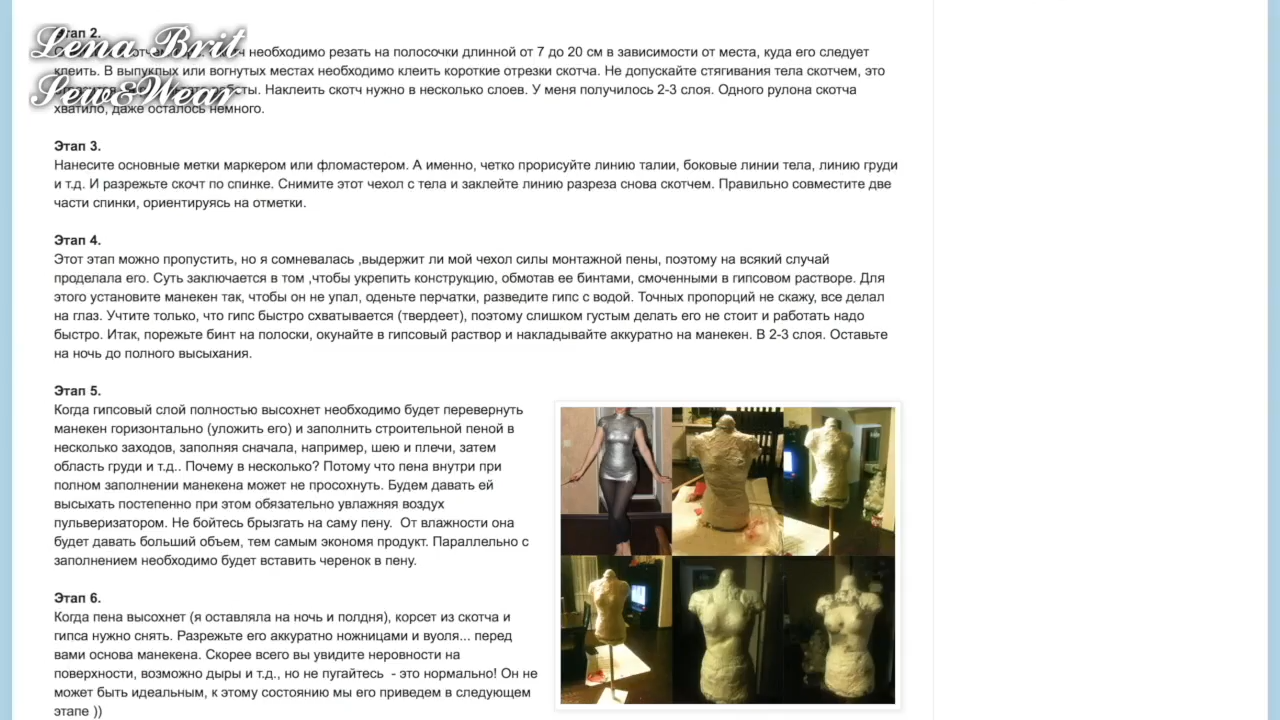 Lena Brit
Sew&Wear
Этап 2.
необходимо резать на полосочки длинной от 7 до 20 см в зависимости от места, куда его следует
клеить. В выпуклых или вогнутых местах необходимо клеить короткие отрезки скотча. Не допускайте стягивания тела скотчем, это
Наклеить скотч нужно в несколько слоев. У меня получилось 2-3 слоя. Одного рулона скотча
хватило, даже осталось немного.
Этап 3.
Нанесите основные метки маркером или фломастером. А именно, четко прорисуйте линию талии, боковые линии тела, линию груди
и т.д. И разрежьте скочт по спинке. Снимите этот чехол с тела и заклейте линию разреза снова скотчем. Правильно совместите две
части спинки, ориентируясь на отметки.
Этап 4.
Этот этап можно пропустить, но я сомневалась ,выдержит ли мой чехол силы монтажной пены, поэтому на всякий случай
проделала его. Суть заключается в том ,чтобы укрепить конструкцию, обмотав ее бинтами, смоченными в гипсовом растворе. Для
этого установите манекен так, чтобы он не упал, оденьте перчатки, разведите гипс с водой. Точных пропорций не скажу, все делал
на глаз. Учтите только, что гипс быстро схватывается (твердеет), поэтому слишком густым делать его не стоит и работать надо
быстро. Итак, порежьте бинт на полоски, окунайте в гипсовый раствор и накладывайте аккуратно на манекен. В 2-3 слоя. Оставьте
на ночь до полного высыхания.
Этап 5.
Когда гипсовый слой полностью высохнет необходимо будет перевернуть
манекен горизонтально (уложить его) и заполнить строительной пеной в
несколько заходов, заполняя сначала, например, шею и плечи, затем
область груди и т.д.. Почему в несколько? Потому что пена внутри при
полном заполнении манекена может не просохнуть. Будем давать ей
высыхать постепенно при этом обязательно увлажняя воздух
пульверизатором. Не бойтесь брызгать на саму пену. От влажности она
будет давать больший объем, тем самым экономя продукт. Параллельно с
заполнением необходимо будет вставить черенок в пену.
Этап 6.
Когда пена высохнет (я оставляла на ночь и полдня), корсет из скотча и
гипса нужно снять. Разрежьте его аккуратно ножницами и вуоля... перед
вами основа манекена. Скорее всего вы увидите неровности на
поверхности, возможно дыры и т.д., но не пугайтесь - это нормально! Он не
может быть идеальным, к этому состоянию мы его приведем в следующем
этапе ))